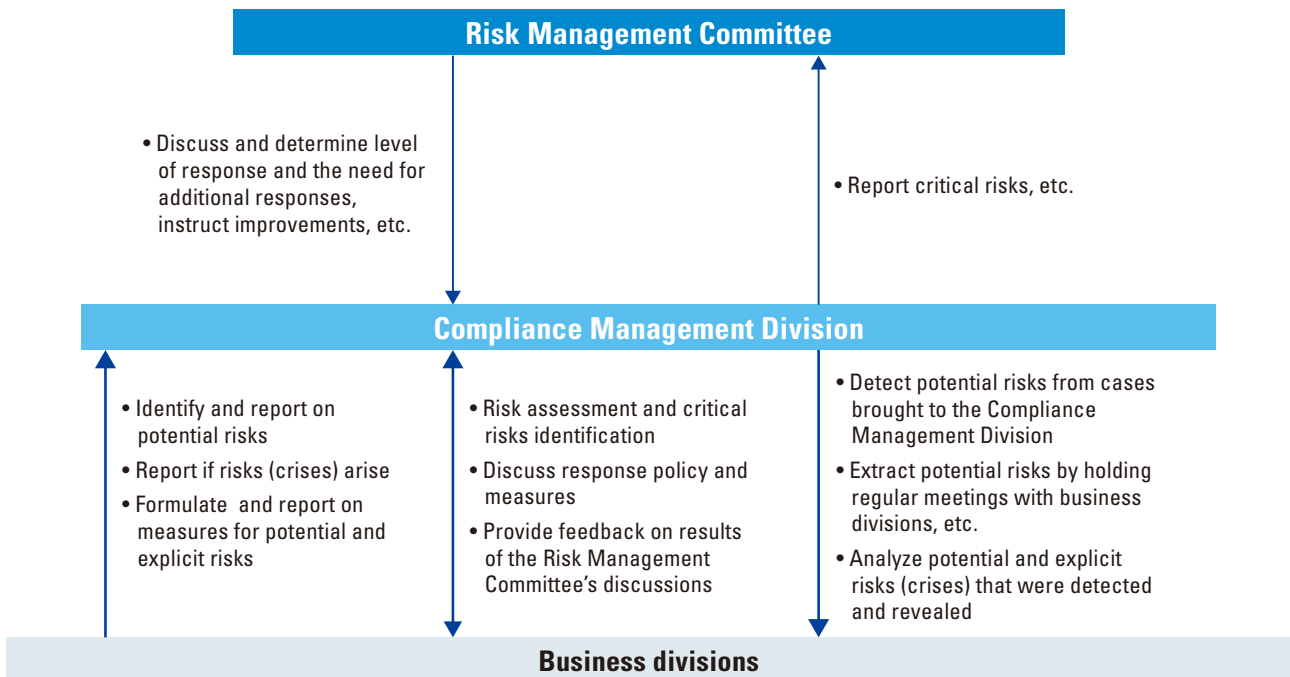 Risk Management Committee
• Discuss and determine level
of response and the need for
additional responses,
instruct improvements, etc.
• Report critical risks, etc.
Compliance Management Division
• Identify and report on
potential risks
• Report if risks (crises) arise
• Formulate and report on
measures for potential and
explicit risks
• Risk assessment and critical
risks identification
• Discuss response policy and
measures
• Provide feedback on results
of the Risk Management
Committee's discussions
• Detect potential risks from cases
brought to the Compliance
Management Division
• Extract potential risks by holding
regular meetings with business
divisions, etc.
• Analyze potential and explicit
risks (crises) that were detected
and revealed
Business divisions